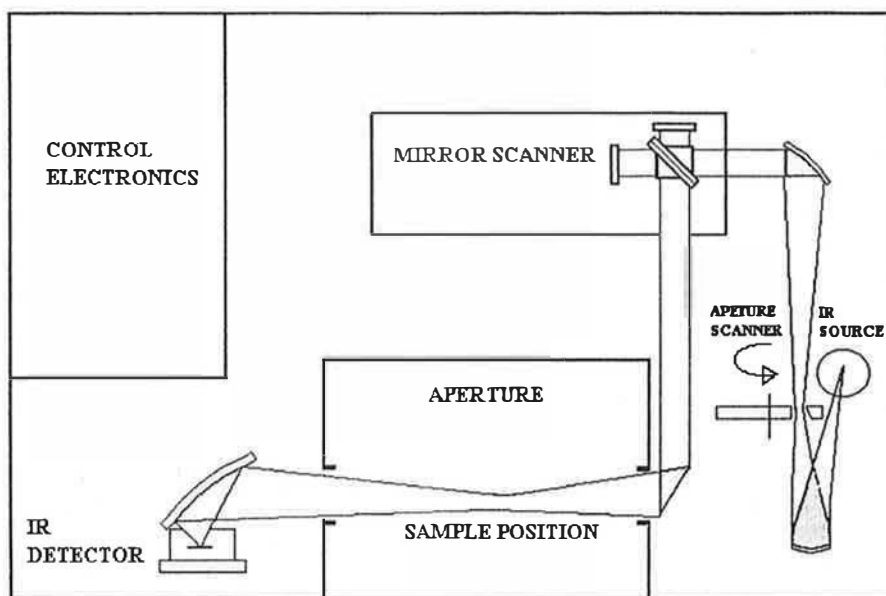 CONTROL
ELECTRONICS
MIRROR SCANNER
APETURE
SCANNER
IR
SOURCE
APERTURE
SAMPLE POSITION
IR
DETECTOR